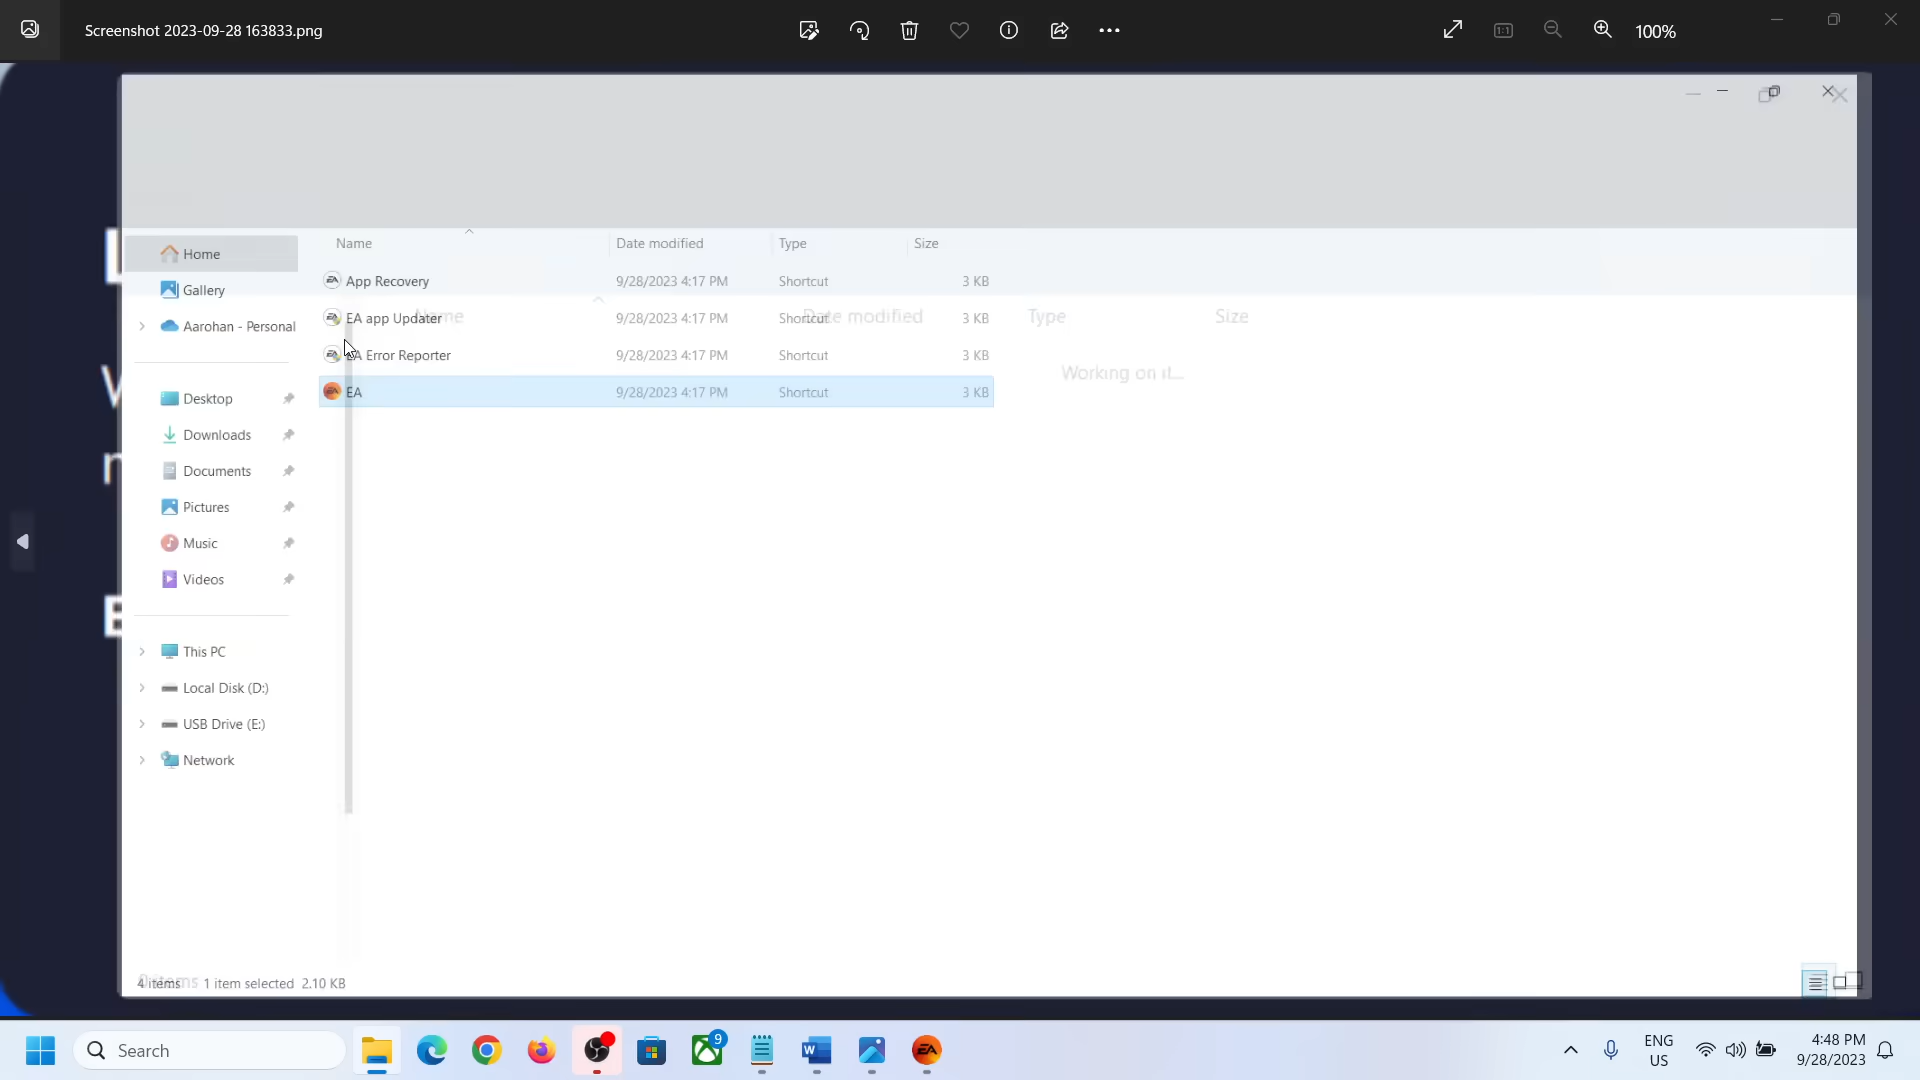 Screenshot 2023-09-28 163833.png
100%
Home
Gallery
Aarohan - Personal
Desktop
Downloads
Documents
Pictures
Music
Videos
This PC
Local Disk (D:)
USB Drive (E:)
Network
Name Date modified Type Size
App Recovery 9/28/2023 4:17 PM Shortcut 3 KB
EA app Updater 9/28/2023 4:17 PM Shortcut 3 KB
EA Error Reporter 9/28/2023 4:17 PM Shortcut 3 KB
EA 9/28/2023 4:17 PM Shortcut 3 KB
Name Date modified Type Size
Working on it...
4 items 1 item selected 2.10 KB
Search
9
ENG
US
4:48 PM
9/28/2023